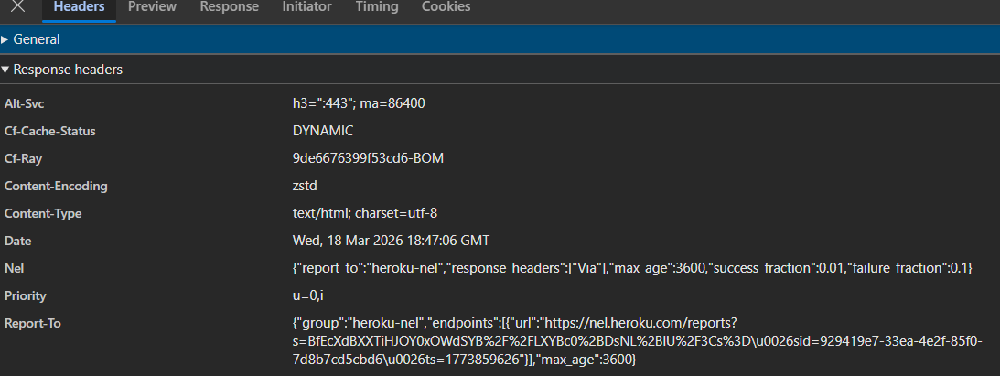 Headers Preview Response Initiator Timing Cookies
General
Response headers
Alt-Svc h3=":443"; ma=86400
Cf-Cache-Status DYNAMIC
Cf-Ray 9de6676399f53cd6-BOM
Content-Encoding zstd
Content-Type text/html; charset=utf-8
Date Wed, 18 Mar 2026 18:47:06 GMT
Nel {"report_to":"heroku-nel","response_headers":["Via"],"max_age":3600,"success_fraction":0.01,"failure_fraction":0.1}
Priority u=0,i
Report-To {"group":"heroku-nel","endpoints":[{"url":"https://nel.heroku.com/reports?
s=BfEcXdBXXTiHJOY0xOWdSYB%2F%2FLXYBc0%2BDsNL%2BIU%2F3Cs%3D\u0026sid=929419e7-33ea-4e2f-85f0-
7d8b7cd5cbd6\u0026ts=1773859626"}],"max_age":3600}